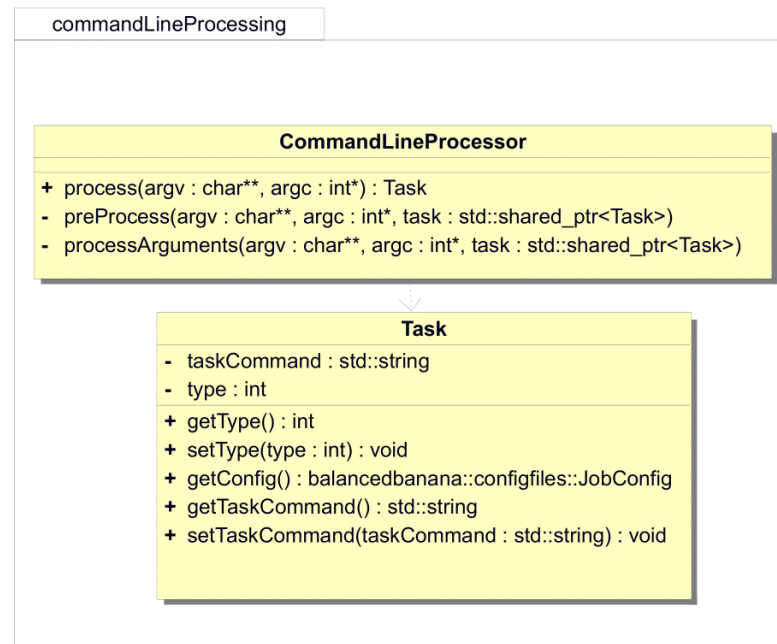 commandLineProcessing
CommandLineProcessor
+ process(argv : char**, argc : int*) : Task
- preProcess(argv : char**, argc : int*, task : std::shared_ptr<Task>)
- processArguments(argv : char**, argc : int*, task : std::shared_ptr<Task>)
Task
- taskCommand : std::string
- type : int
+ getType() : int
+ setType(type : int) : void
+ getConfig() : balancedbanana::configfiles::JobConfig
+ getTaskCommand() : std::string
+ setTaskCommand(taskCommand : std::string) : void